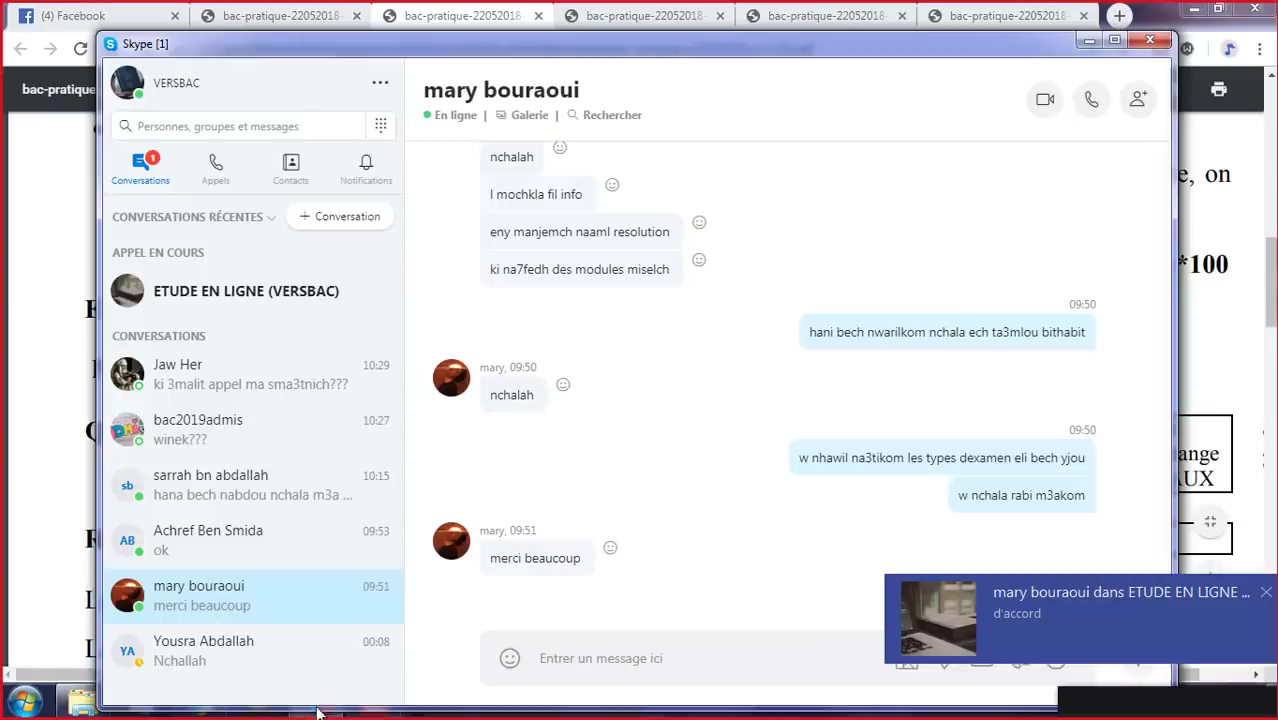 Facebook
bac-pratique-22052018-
bac-pratique-22052018-
bac-pratique-22052018-
bac-pratique-22052018-
bac-pratique-22052018-
Skype [1]
bac-pratique
VERSBAC
Personnes, groupes et messages
1
Conversations
Appels
Contacts
Notifications
CONVERSATIONS RÉCENTES
+ Conversation
APPEL EN COURS
ETUDE EN LIGNE (VERSBAC)
CONVERSATIONS
Jaw Her
10:29
ki 3malit appel ma sma3tnich???
bac2019admis
10:27
winek???
sb
sarrah bn abdallah
10:15
hana bech nabdou nchala m3a ...
AB
Achref Ben Smida
09:53
ok
mary bouraoui
09:51
merci beaucoup
YA
Yousra Abdallah
00:08
Nchallah
mary bouraoui
En ligne | Galerie | Rechercher
nchalah
l mochkla fil info
eny manjemch naaml resolution
ki na7fedh des modules miselch
09:50
hani bech nwarilkom nchala ech ta3mlou bithabit
mary, 09:50
nchalah
09:50
w nhawil na3tikom les types dexamen eli bech yjou
w nchala rabi m3akom
mary, 09:51
merci beaucoup
Entrer un message ici
mary bouraoui dans ETUDE EN LIGNE ...
d'accord
e, on
*100
ange
AUX